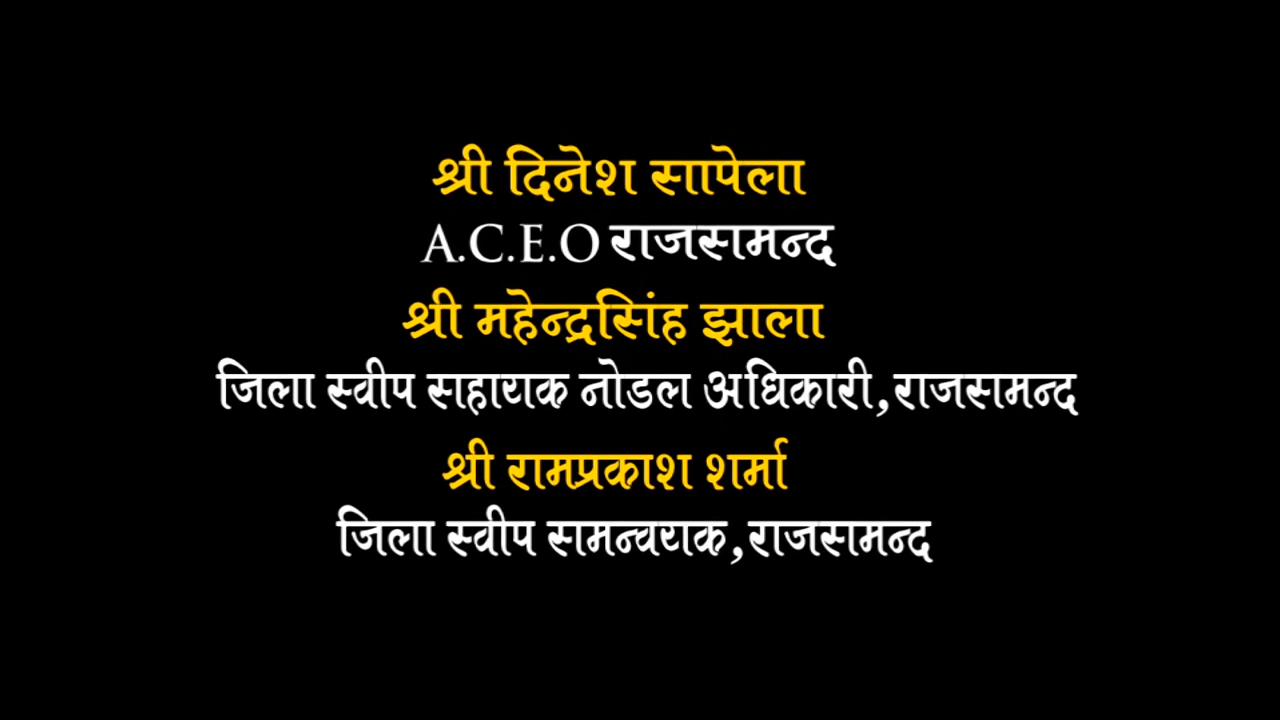 श्री दिनेश सापेला
A.C.E.O राजसमन्द
श्री महेन्द्रसिंह झाला
जिला स्वीप सहायक नोडल अधिकारी,राजसमन्द
श्री रामप्रकाश शर्मा
जिला स्वीप समन्वयक,राजसमन्द